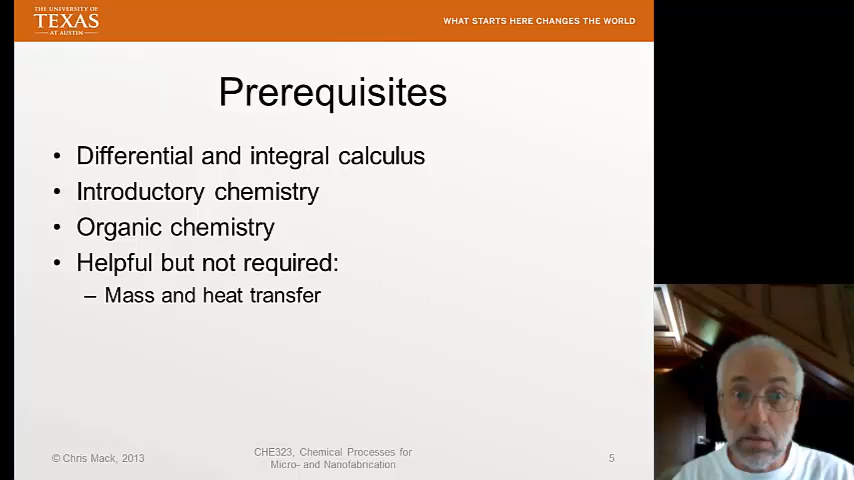 THE UNIVERSITY OF
TEXAS
AT AUSTIN
WHAT STARTS HERE CHANGES THE WORLD
Prerequisites
• Differential and integral calculus
• Introductory chemistry
• Organic chemistry
• Helpful but not required:
– Mass and heat transfer
© Chris Mack, 2013
CHE323, Chemical Processes for
Micro- and Nanofabrication
5